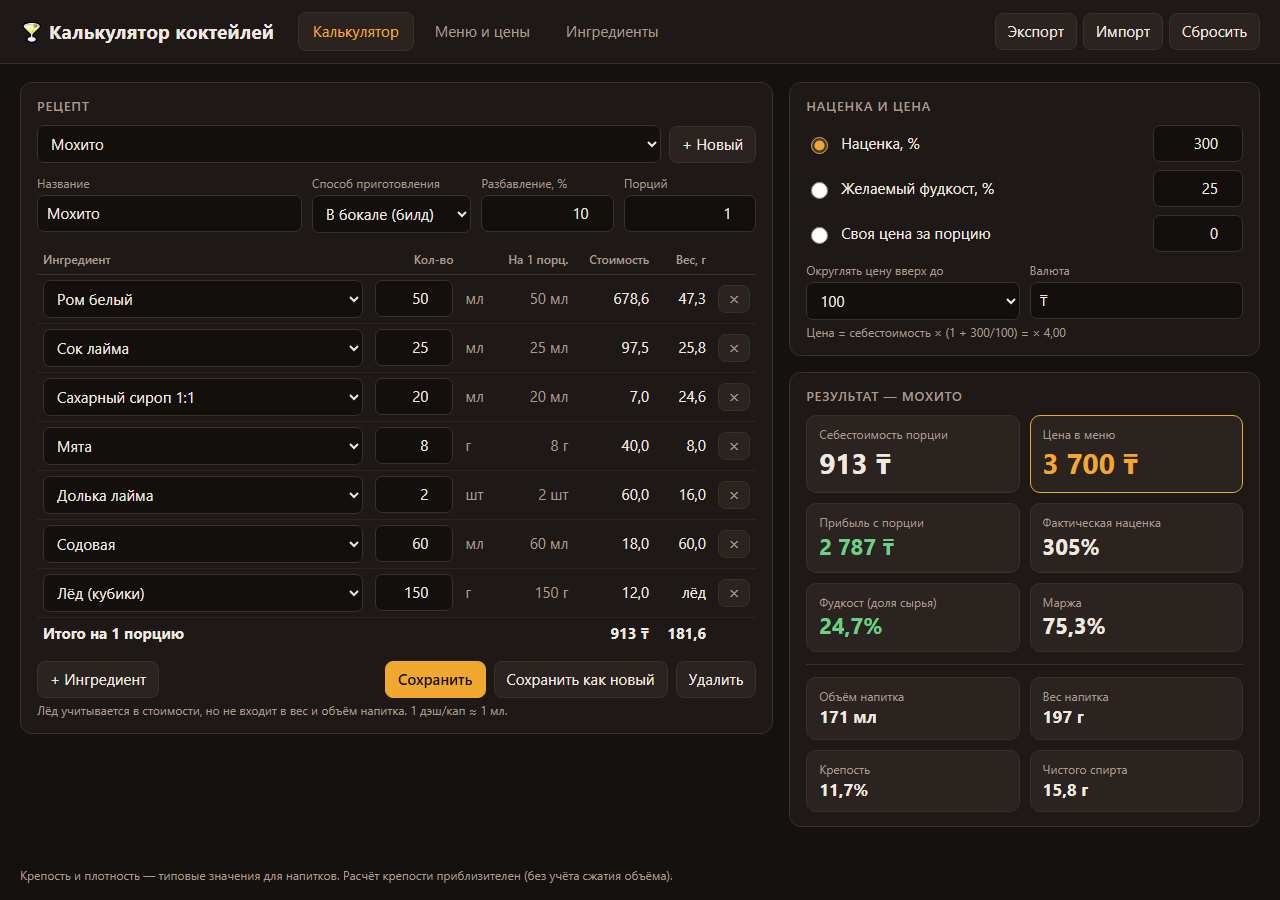 Калькулятор коктейлей Калькулятор Меню и цены Ингредиенты Экспорт Импорт Сбросить
РЕЦЕПТ
Мохито + Новый
Название Способ приготовления Разбавление, % Порций
Мохито В бокале (билд) 10 1
Ингредиент Кол-во На 1 порц. Стоимость Вес, г
Ром белый 50 мл 50 мл 678,6 47,3 ×
Сок лайма 25 мл 25 мл 97,5 25,8 ×
Сахарный сироп 1:1 20 мл 20 мл 7,0 24,6 ×
Мята 8 г 8 г 40,0 8,0 ×
Долька лайма 2 шт 2 шт 60,0 16,0 ×
Содовая 60 мл 60 мл 18,0 60,0 ×
Лёд (кубики) 150 г 150 г 12,0 лёд ×
Итого на 1 порцию 913 ₸ 181,6
+ Ингредиент Сохранить Сохранить как новый Удалить
Лёд учитывается в стоимости, но не входит в вес и объём напитка. 1 дэш/кап ≈ 1 мл.
НАЦЕНКА И ЦЕНА
Наценка, % 300
Желаемый фудкост, % 25
Своя цена за порцию 0
Округлять цену вверх до Валюта
100 ₸
Цена = себестоимость × (1 + 300/100) = × 4,00
РЕЗУЛЬТАТ — МОХИТО
Себестоимость порции Цена в меню
913 ₸ 3 700 ₸
Прибыль с порции Фактическая наценка
2 787 ₸ 305%
Фудкост (доля сырья) Маржа
24,7% 75,3%
Объём напитка Вес напитка
171 мл 197 г
Крепость Чистого спирта
11,7% 15,8 г
Крепость и плотность — типовые значения для напитков. Расчёт крепости приблизителен (без учёта сжатия объёма).